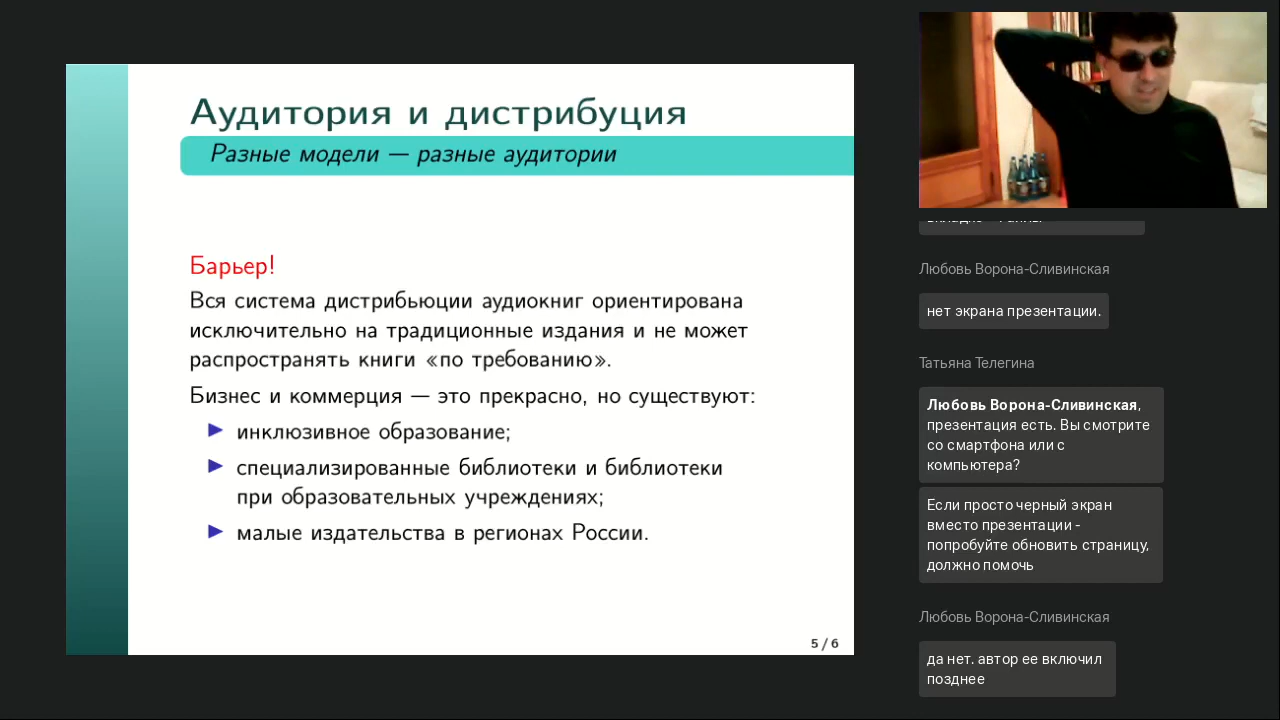 Аудитория и дистрибуция
Разные модели — разные аудитории
Барьер!
Вся система дистрибьюции аудиокниг ориентирована
исключительно на традиционные издания и не может
распространять книги «по требованию».
Бизнес и коммерция — это прекрасно, но существуют:
инклюзивное образование;
специализированные библиотеки и библиотеки
при образовательных учреждениях;
малые издательства в регионах России.
5 / 6
Любовь Ворона-Сливинская
нет экрана презентации.
Татьяна Телегина
Любовь Ворона-Сливинская,
презентация есть. Вы смотрите
со смартфона или с
компьютера?
Если просто черный экран
вместо презентации -
попробуйте обновить страницу,
должно помочь
Любовь Ворона-Сливинская
да нет. автор ее включил
позднее